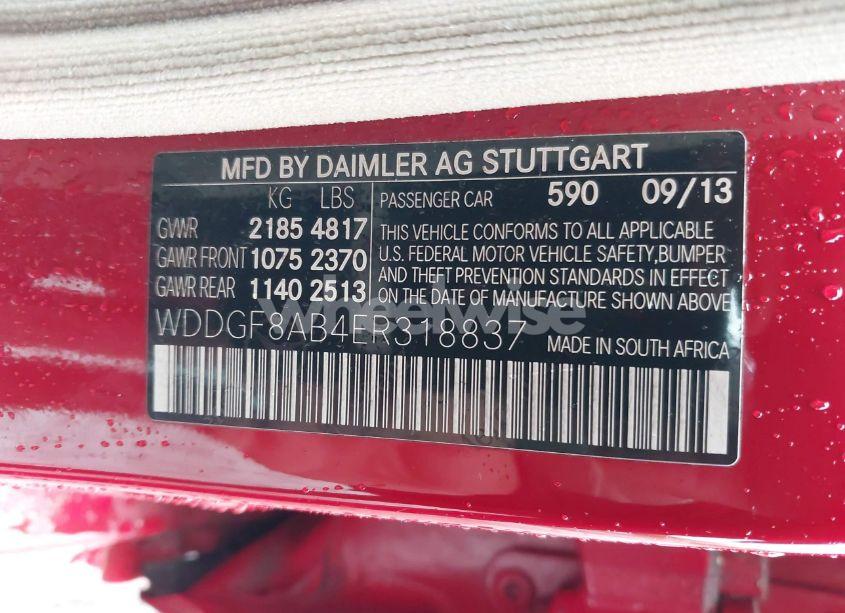 MFD BY DAIMLER AG STUTTGART
KG LBS
GVWR 2185 4817
GAWR FRONT 1075 2370
GAWR REAR 1140 2513
PASSENGER CAR 590 09/13
THIS VEHICLE CONFORMS TO ALL APPLICABLE
U.S. FEDERAL MOTOR VEHICLE SAFETY,BUMPER
AND THEFT PREVENTION STANDARDS IN EFFECT
ON THE DATE OF MANUFACTURE SHOWN ABOVE
wheelwise
WDDGF8AB4ER318837 MADE IN SOUTH AFRICA